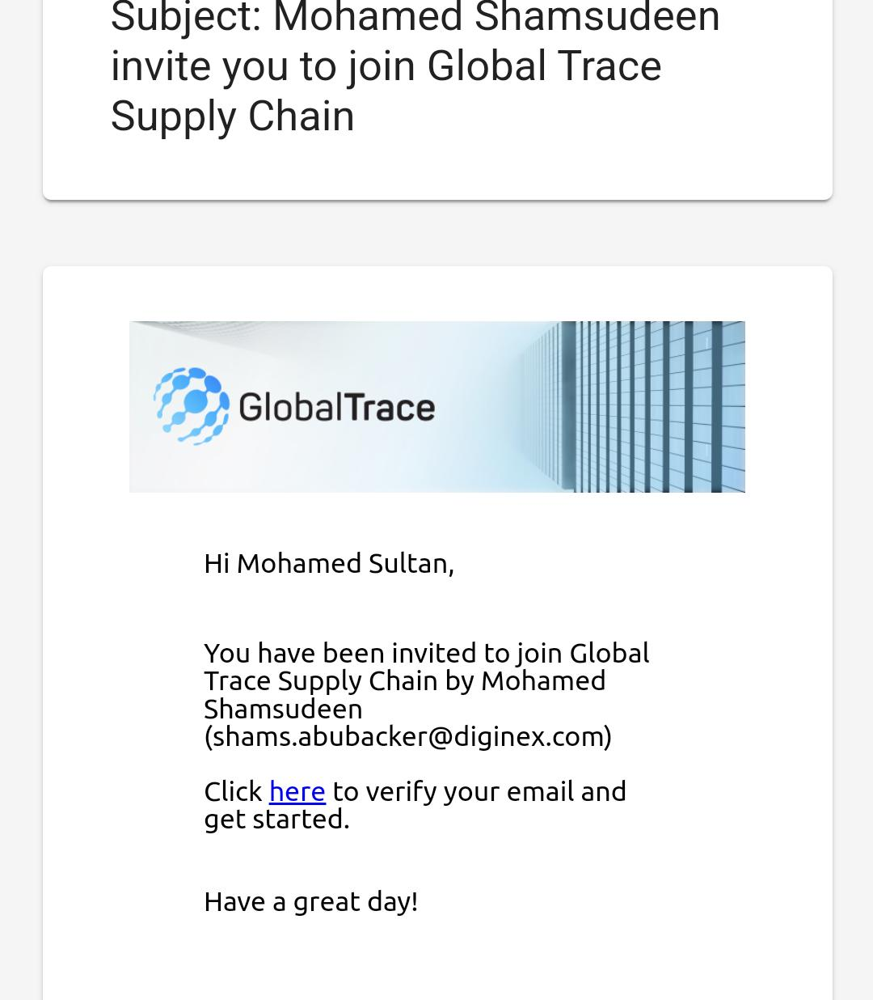 Subject: Mohamed Shamsudeen
invite you to join Global Trace
Supply Chain
GlobalTrace
Hi Mohamed Sultan,
You have been invited to join Global
Trace Supply Chain by Mohamed
Shamsudeen
(shams.abubacker@diginex.com)
Click here to verify your email and
get started.
Have a great day!